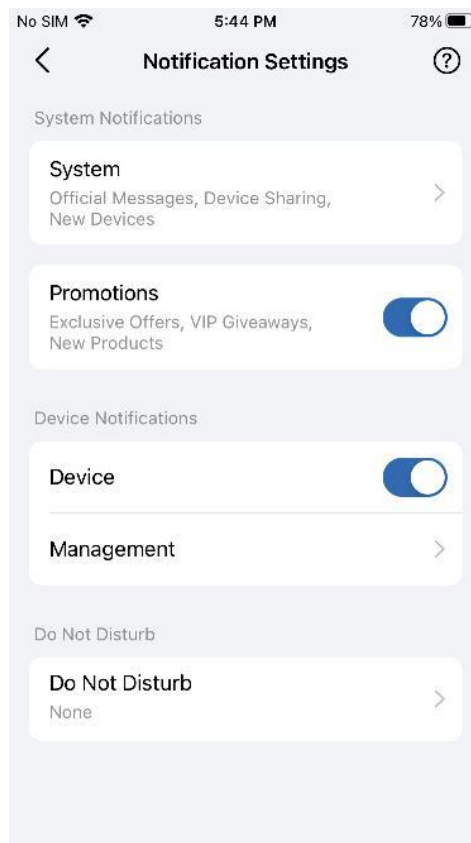 No SIM 5:44 PM 78%
Notification Settings ?
System Notifications
System
Official Messages, Device Sharing,
New Devices
Promotions
Exclusive Offers, VIP Giveaways,
New Products
Device Notifications
Device
Management
Do Not Disturb
Do Not Disturb
None